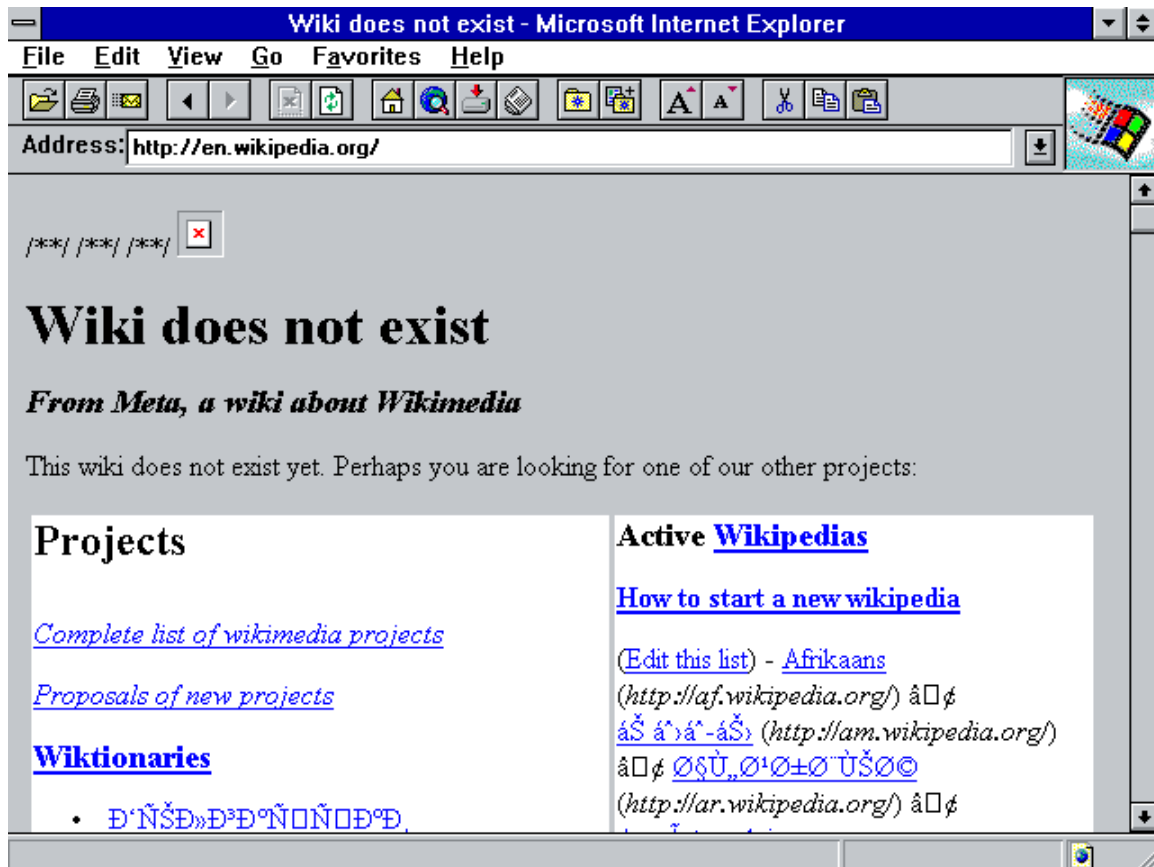 Wiki does not exist - Microsoft Internet Explorer
File Edit View Go Favorites Help
Address: http://en.wikipedia.org/
/**/ /**/ /**/
Wiki does not exist
From Meta, a wiki about Wikimedia
This wiki does not exist yet. Perhaps you are looking for one of our other projects:
Projects
Complete list of wikimedia projects
Proposals of new projects
Wiktionaries
Active Wikipedias
How to start a new wikipedia
(Edit this list) - Afrikaans
(http://af.wikipedia.org/) â□¢
(http://am.wikipedia.org/)
â□¢ Ø§Ù„Ø¹Ø±Ø¨ÙŠØ©
(http://ar.wikipedia.org/) â□¢